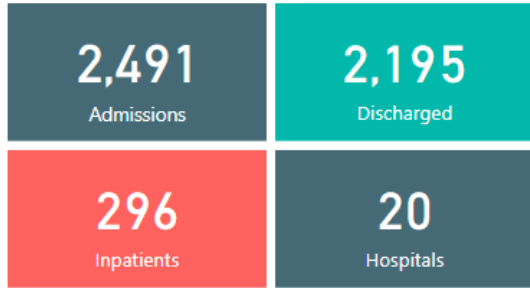 2,491
Admissions
2,195
Discharged
296
Inpatients
20
Hospitals